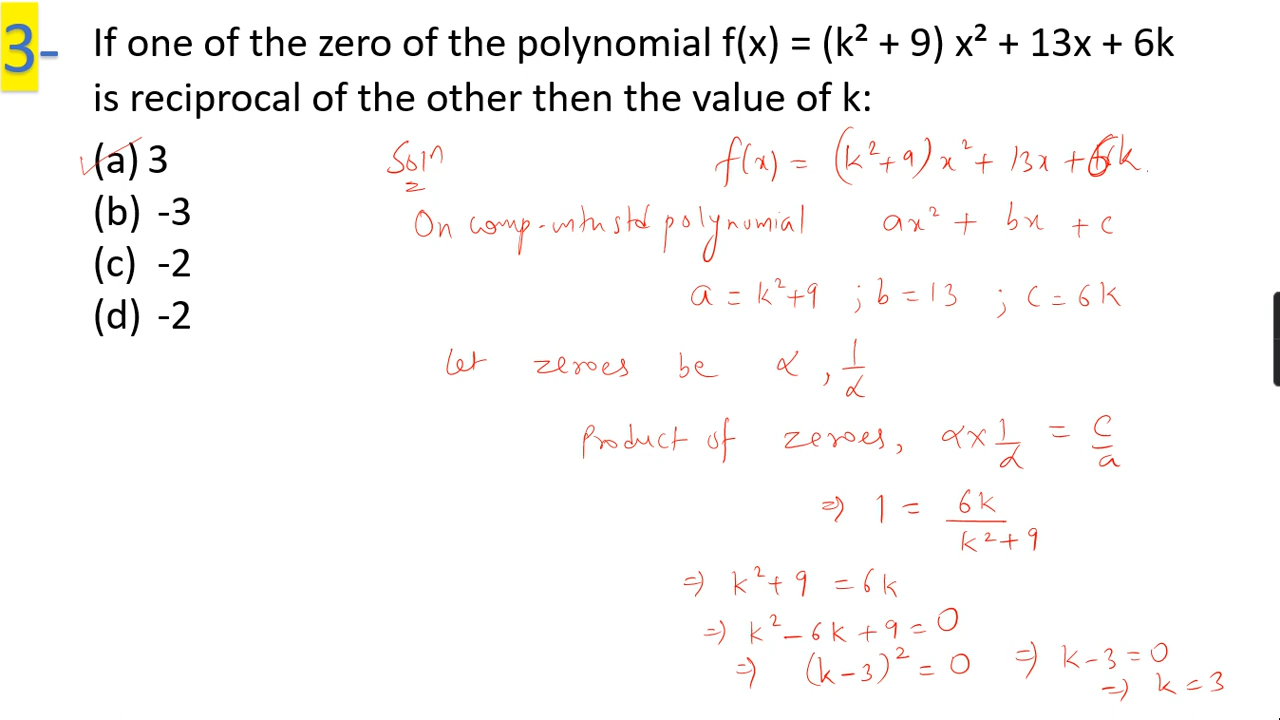 3-
If one of the zero of the polynomial f(x) = (k² + 9) x² + 13x + 6k
is reciprocal of the other then the value of k:
(a) 3
(b) -3
(c) -2
(d) -2
Soln
f(x) = (k²+9)x² + 13x + 6k.
On comp. with std polynomial ax² + bx + c
a = k²+9 ; b = 13 ; c = 6k
Let zeroes be α, 1/α
Product of zeroes, α × 1/α = c/a
⇒ 1 = 6k/(k²+9)
⇒ k²+9 = 6k
⇒ k² – 6k + 9 = 0
⇒ (k–3)² = 0 ⇒ k–3 = 0
⇒ k = 3